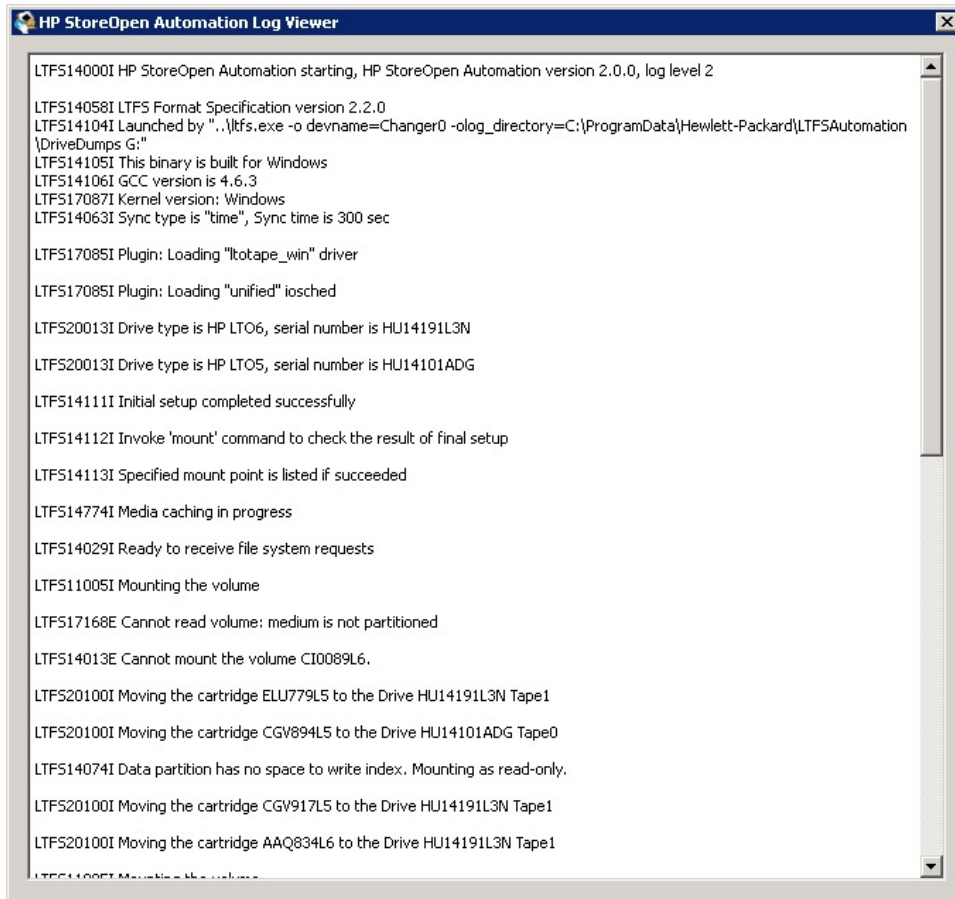 HP StoreOpen Automation Log Viewer
LTFS14000I HP StoreOpen Automation starting, HP StoreOpen Automation version 2.0.0, log level 2
LTFS14058I LTFS Format Specification version 2.2.0
LTFS14104I Launched by "..\ltfs.exe -o devname=Changer0 -olog_directory=C:\ProgramData\Hewlett-Packard\LTFSAutomation
\DriveDumps G:"
LTFS14105I This binary is built for Windows
LTFS14106I GCC version is 4.6.3
LTFS17087I Kernel version: Windows
LTFS14063I Sync type is "time", Sync time is 300 sec
LTFS17085I Plugin: Loading "ltotape_win" driver
LTFS17085I Plugin: Loading "unified" iosched
LTFS20013I Drive type is HP LTO6, serial number is HU14191L3N
LTFS20013I Drive type is HP LTO5, serial number is HU14101ADG
LTFS14111I Initial setup completed successfully
LTFS14112I Invoke 'mount' command to check the result of final setup
LTFS14113I Specified mount point is listed if succeeded
LTFS14774I Media caching in progress
LTFS14029I Ready to receive file system requests
LTFS11005I Mounting the volume
LTFS17168E Cannot read volume: medium is not partitioned
LTFS14013E Cannot mount the volume CI0089L6.
LTFS20100I Moving the cartridge ELU779L5 to the Drive HU14191L3N Tape1
LTFS20100I Moving the cartridge CGV894L5 to the Drive HU14101ADG Tape0
LTFS14074I Data partition has no space to write index. Mounting as read-only.
LTFS20100I Moving the cartridge CGV917L5 to the Drive HU14191L3N Tape1
LTFS20100I Moving the cartridge AAQ834L6 to the Drive HU14191L3N Tape1
LTFS11005I Mounting the volume